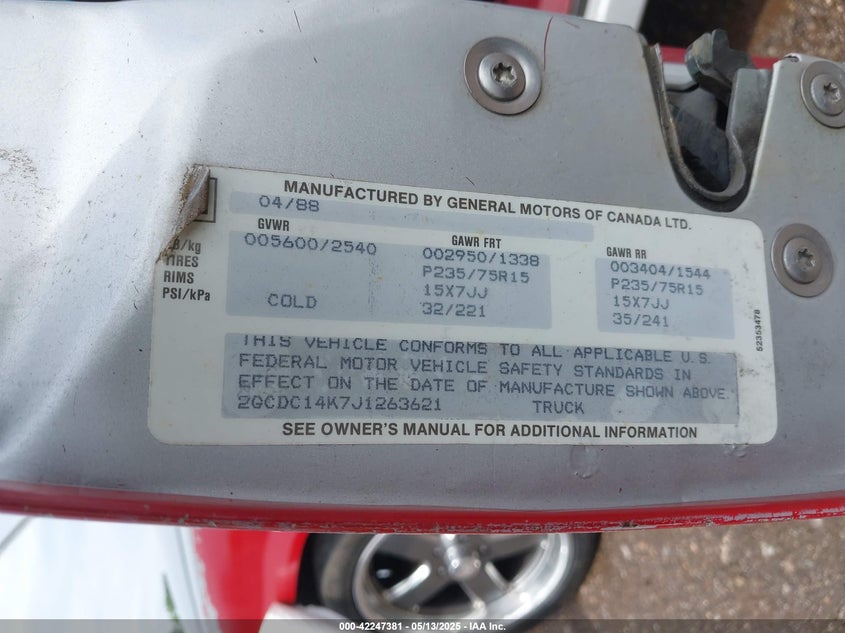 MANUFACTURED BY GENERAL MOTORS OF CANADA LTD.
04/88
GVWR GAWR FRT GAWR RR
LB/kg 005600/2540 002950/1338 003404/1544
TIRES P235/75R15 P235/75R15
RIMS 15X7JJ 15X7JJ
PSI/kPa COLD 32/221 35/241
52353478
THIS VEHICLE CONFORMS TO ALL APPLICABLE U.S.
FEDERAL MOTOR VEHICLE SAFETY STANDARDS IN
EFFECT ON THE DATE OF MANUFACTURE SHOWN ABOVE.
2GCDC14K7J1263621 TRUCK
SEE OWNER'S MANUAL FOR ADDITIONAL INFORMATION
000-42247381 - 05/13/2025 - IAA Inc.